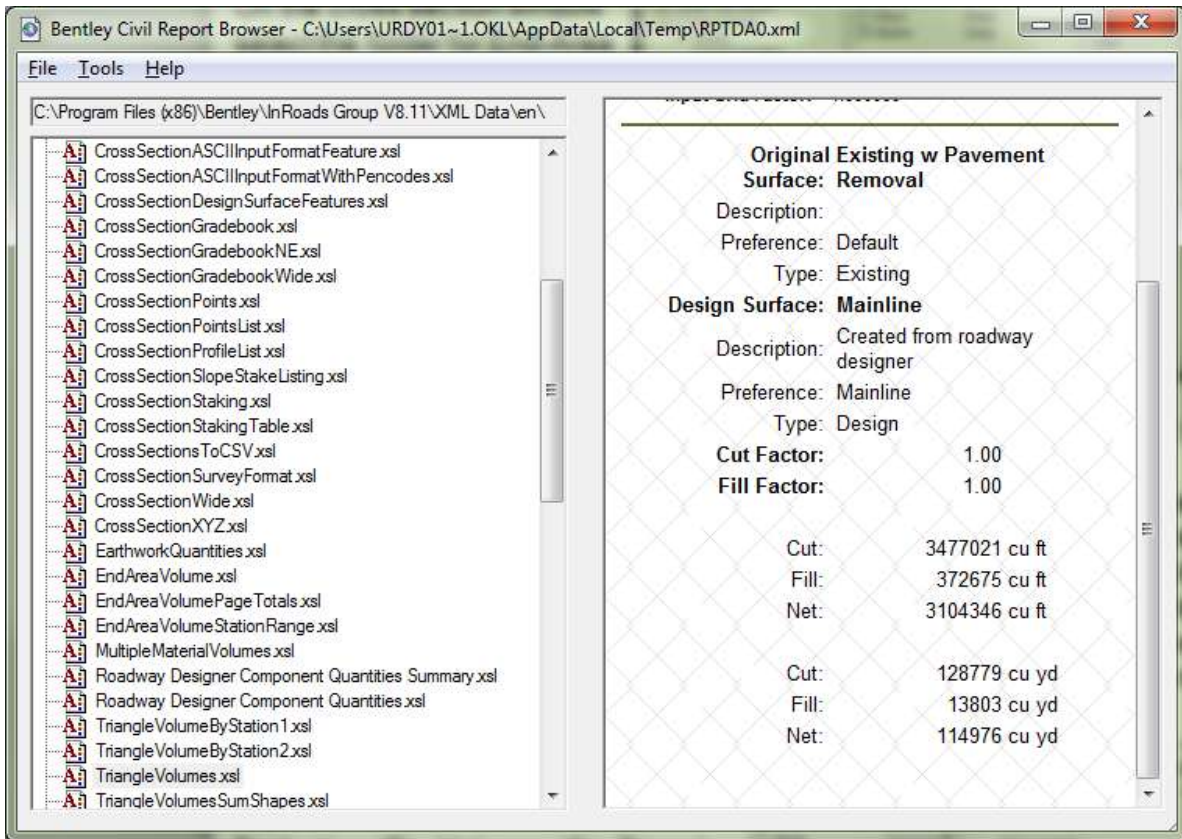 Bentley Civil Report Browser - C:\Users\URDY01~1.OKL\AppData\Local\Temp\RPTDA0.xml
File Tools Help
C:\Program Files (x86)\Bentley\InRoads Group V8.11\XML Data\en\
CrossSectionASCIIInputFormatFeature.xsl
CrossSectionASCIIInputFormatWithPencodes.xsl
CrossSectionDesignSurfaceFeatures.xsl
CrossSectionGradebook.xsl
CrossSectionGradebookNE.xsl
CrossSectionGradebookWide.xsl
CrossSectionPoints.xsl
CrossSectionPointsList.xsl
CrossSectionProfileList.xsl
CrossSectionSlopeStakeListing.xsl
CrossSectionStaking.xsl
CrossSectionStakingTable.xsl
CrossSectionsToCSV.xsl
CrossSectionSurveyFormat.xsl
CrossSectionWide.xsl
CrossSectionXYZ.xsl
EarthworkQuantities.xsl
EndAreaVolume.xsl
EndAreaVolumePageTotals.xsl
EndAreaVolumeStationRange.xsl
MultipleMaterialVolumes.xsl
Roadway Designer Component Quantities Summary.xsl
Roadway Designer Component Quantities.xsl
TriangleVolumeByStation1.xsl
TriangleVolumeByStation2.xsl
TriangleVolumes.xsl
TriangleVolumesSumShapes.xsl
Original Existing w Pavement
Surface: Removal
Description:
Preference: Default
Type: Existing
Design Surface: Mainline
Description: Created from roadway
designer
Preference: Mainline
Type: Design
Cut Factor: 1.00
Fill Factor: 1.00
Cut: 3477021 cu ft
Fill: 372675 cu ft
Net: 3104346 cu ft
Cut: 128779 cu yd
Fill: 13803 cu yd
Net: 114976 cu yd